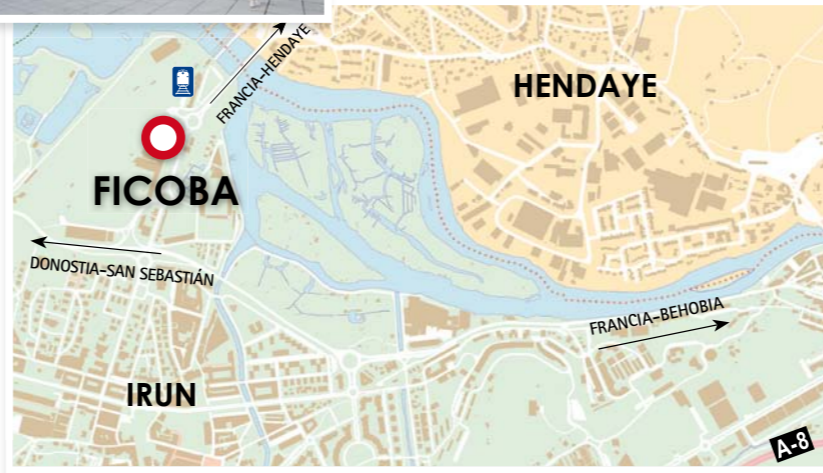 FRANCIA-HENDAYE
HENDAYE
FICOBA
DONOSTIA-SAN SEBASTIÁN
FRANCIA-BEHOBIA
IRUN
A-8